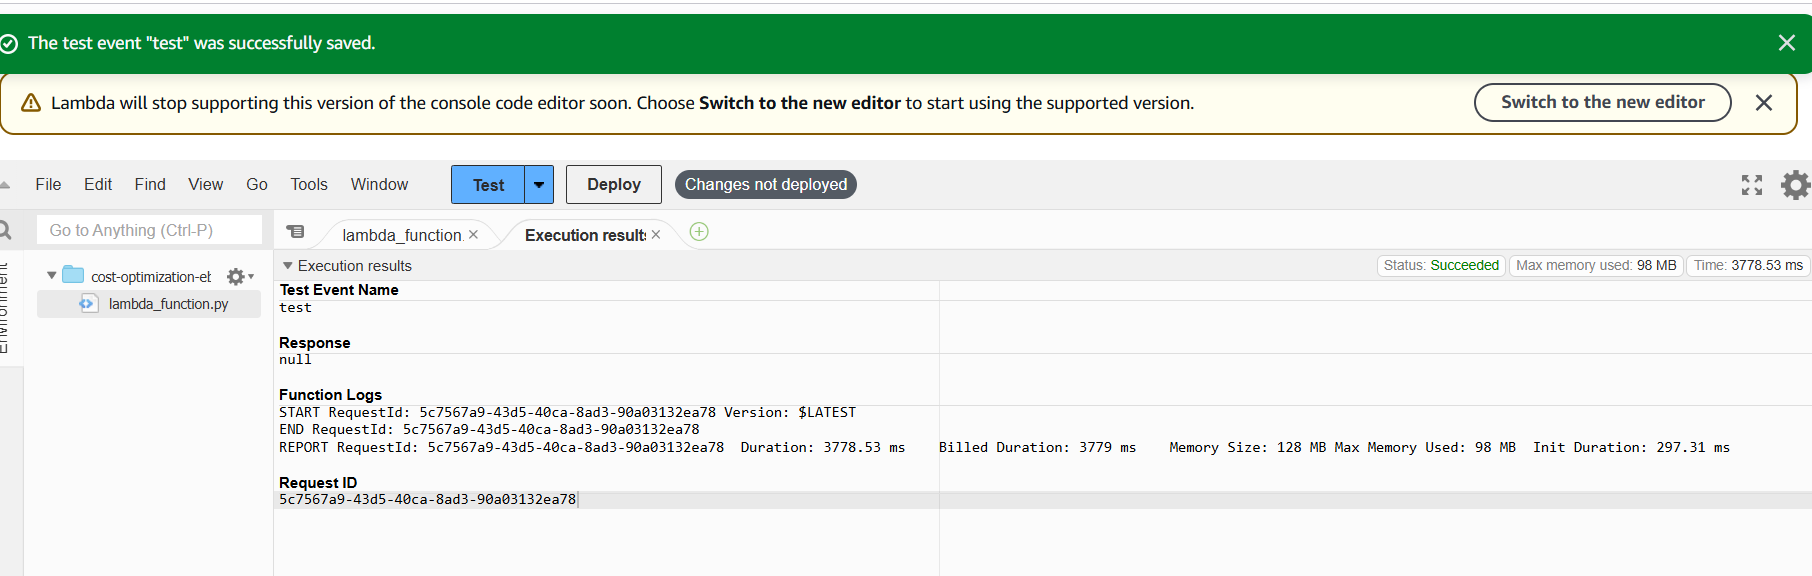 The test event "test" was successfully saved.
Lambda will stop supporting this version of the console code editor soon. Choose Switch to the new editor to start using the supported version.
Switch to the new editor
File Edit Find View Go Tools Window
Test
Deploy
Changes not deployed
Go to Anything (Ctrl-P)
lambda_function.
Execution results
Environment
cost-optimization-eb
lambda_function.py
Execution results
Status: Succeeded
Max memory used: 98 MB
Time: 3778.53 ms
Test Event Name
test
Response
null
Function Logs
START RequestId: 5c7567a9-43d5-40ca-8ad3-90a03132ea78 Version: $LATEST
END RequestId: 5c7567a9-43d5-40ca-8ad3-90a03132ea78
REPORT RequestId: 5c7567a9-43d5-40ca-8ad3-90a03132ea78 Duration: 3778.53 ms Billed Duration: 3779 ms Memory Size: 128 MB Max Memory Used: 98 MB Init Duration: 297.31 ms
Request ID
5c7567a9-43d5-40ca-8ad3-90a03132ea78